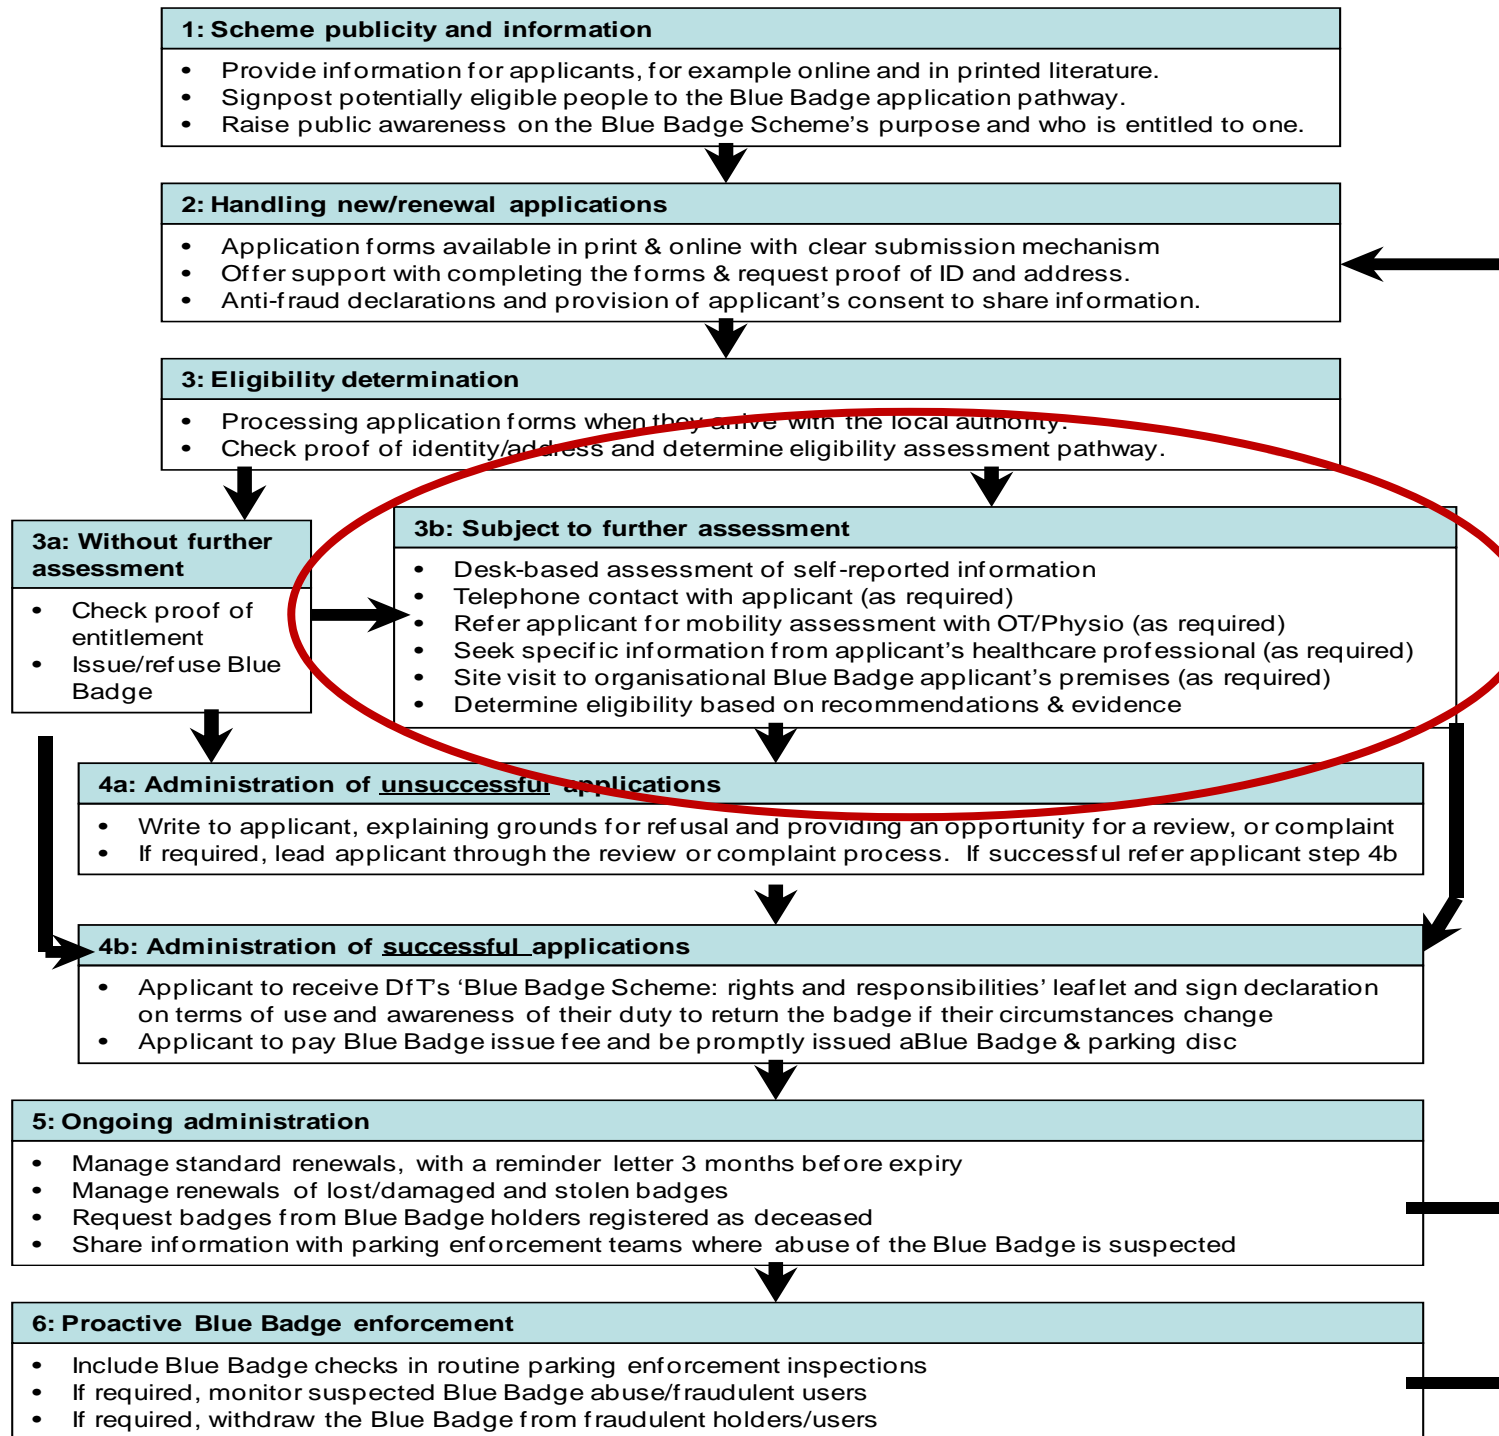 1: Scheme publicity and information
• Provide information for applicants, for example online and in printed literature.
• Signpost potentially eligible people to the Blue Badge application pathway.
• Raise public awareness on the Blue Badge Scheme's purpose and who is entitled to one.
2: Handling new/renewal applications
• Application forms available in print & online with clear submission mechanism
• Offer support with completing the forms & request proof of ID and address.
• Anti-fraud declarations and provision of applicant's consent to share information.
3: Eligibility determination
• Processing application forms when they arrive with the local authority.
• Check proof of identity/address and determine eligibility assessment pathway.
3a: Without further
assessment
• Check proof of
entitlement
• Issue/refuse Blue
Badge
3b: Subject to further assessment
• Desk-based assessment of self-reported information
• Telephone contact with applicant (as required)
• Refer applicant for mobility assessment with OT/Physio (as required)
• Seek specific information from applicant's healthcare professional (as required)
• Site visit to organisational Blue Badge applicant's premises (as required)
• Determine eligibility based on recommendations & evidence
4a: Administration of unsuccessful applications
• Write to applicant, explaining grounds for refusal and providing an opportunity for a review, or complaint
• If required, lead applicant through the review or complaint process. If successful refer applicant step 4b
4b: Administration of successful applications
• Applicant to receive DfT's 'Blue Badge Scheme: rights and responsibilities' leaflet and sign declaration
on terms of use and awareness of their duty to return the badge if their circumstances change
• Applicant to pay Blue Badge issue fee and be promptly issued aBlue Badge & parking disc
5: Ongoing administration
• Manage standard renewals, with a reminder letter 3 months before expiry
• Manage renewals of lost/damaged and stolen badges
• Request badges from Blue Badge holders registered as deceased
• Share information with parking enforcement teams where abuse of the Blue Badge is suspected
6: Proactive Blue Badge enforcement
• Include Blue Badge checks in routine parking enforcement inspections
• If required, monitor suspected Blue Badge abuse/fraudulent users
• If required, withdraw the Blue Badge from fraudulent holders/users